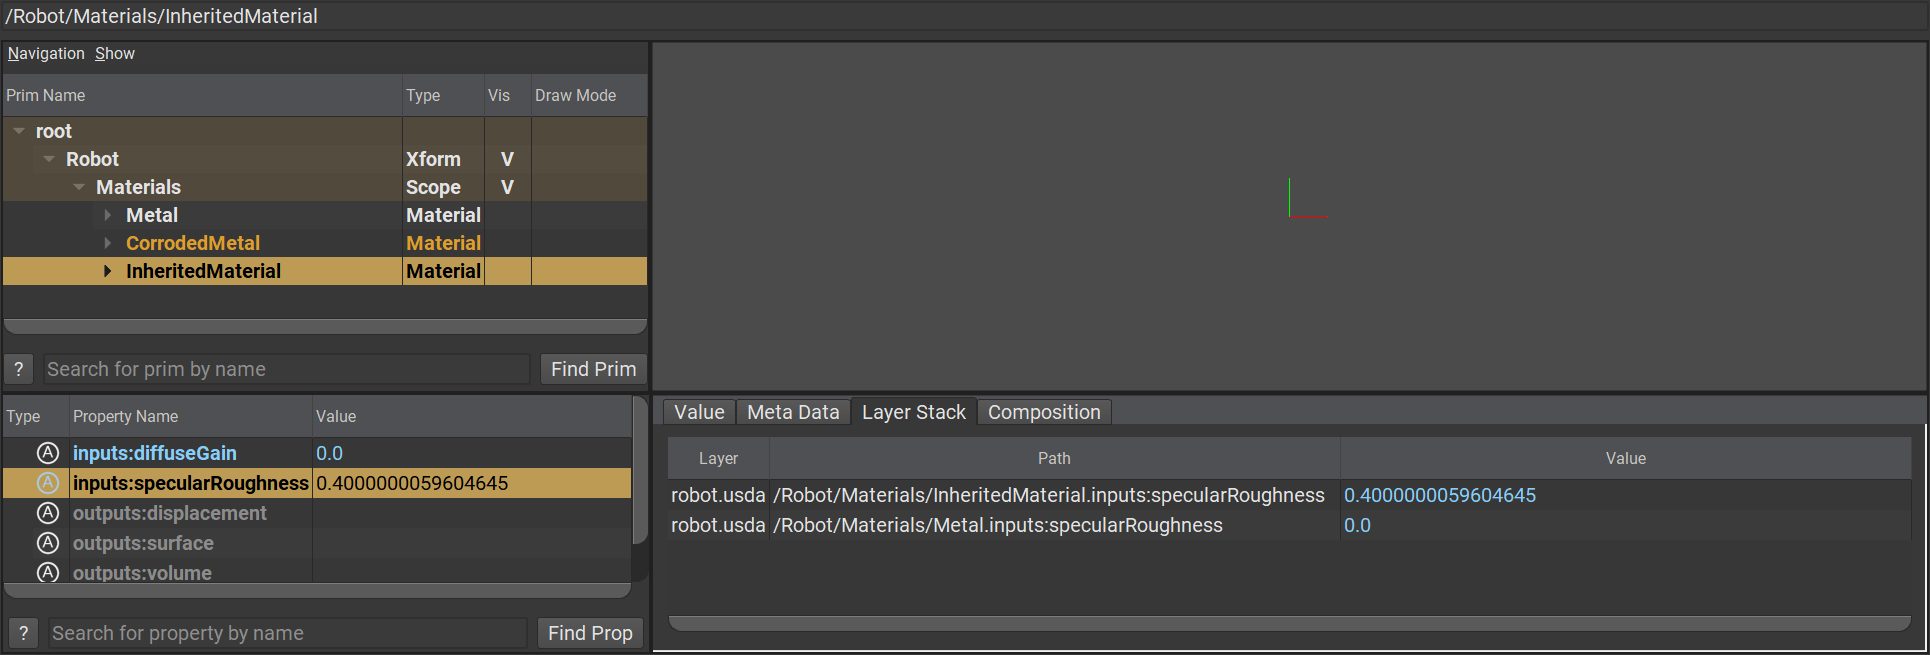 /Robot/Materials/InheritedMaterial
Navigation Show
Prim Name Type Vis Draw Mode
root
Robot Xform V
Materials Scope V
Metal Material
CorrodedMetal Material
InheritedMaterial Material
? Search for prim by name Find Prim
Type Property Name Value
A inputs:diffuseGain 0.0
A inputs:specularRoughness 0.4000000059604645
A outputs:displacement
A outputs:surface
A outputs:volume
? Search for property by name Find Prop
Value Meta Data Layer Stack Composition
Layer Path Value
robot.usda /Robot/Materials/InheritedMaterial.inputs:specularRoughness 0.4000000059604645
robot.usda /Robot/Materials/Metal.inputs:specularRoughness 0.0